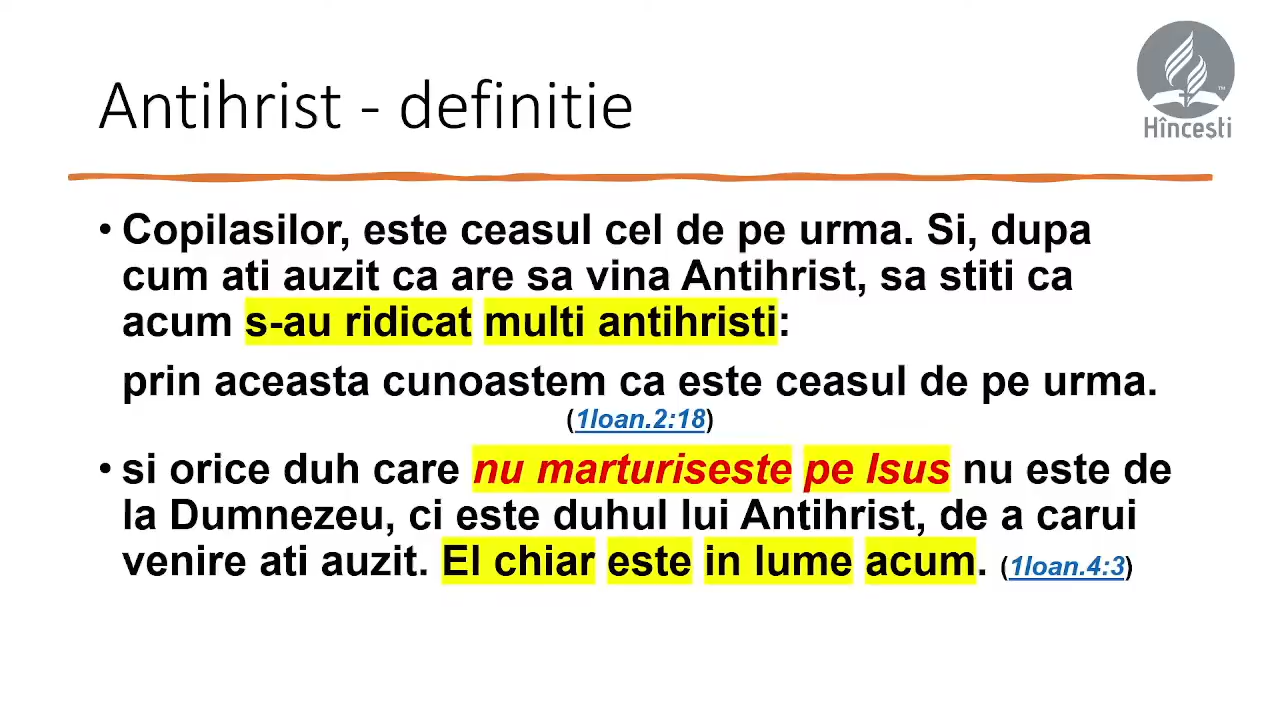 Antihrist - definitie
Hîncești
• Copilasilor, este ceasul cel de pe urma. Si, dupa
cum ati auzit ca are sa vina Antihrist, sa stiti ca
acum s-au ridicat multi antihristi:
prin aceasta cunoastem ca este ceasul de pe urma.
(1Ioan.2:18)
• si orice duh care nu marturiseste pe Isus nu este de
la Dumnezeu, ci este duhul lui Antihrist, de a carui
venire ati auzit. El chiar este in lume acum. (1Ioan.4:3)